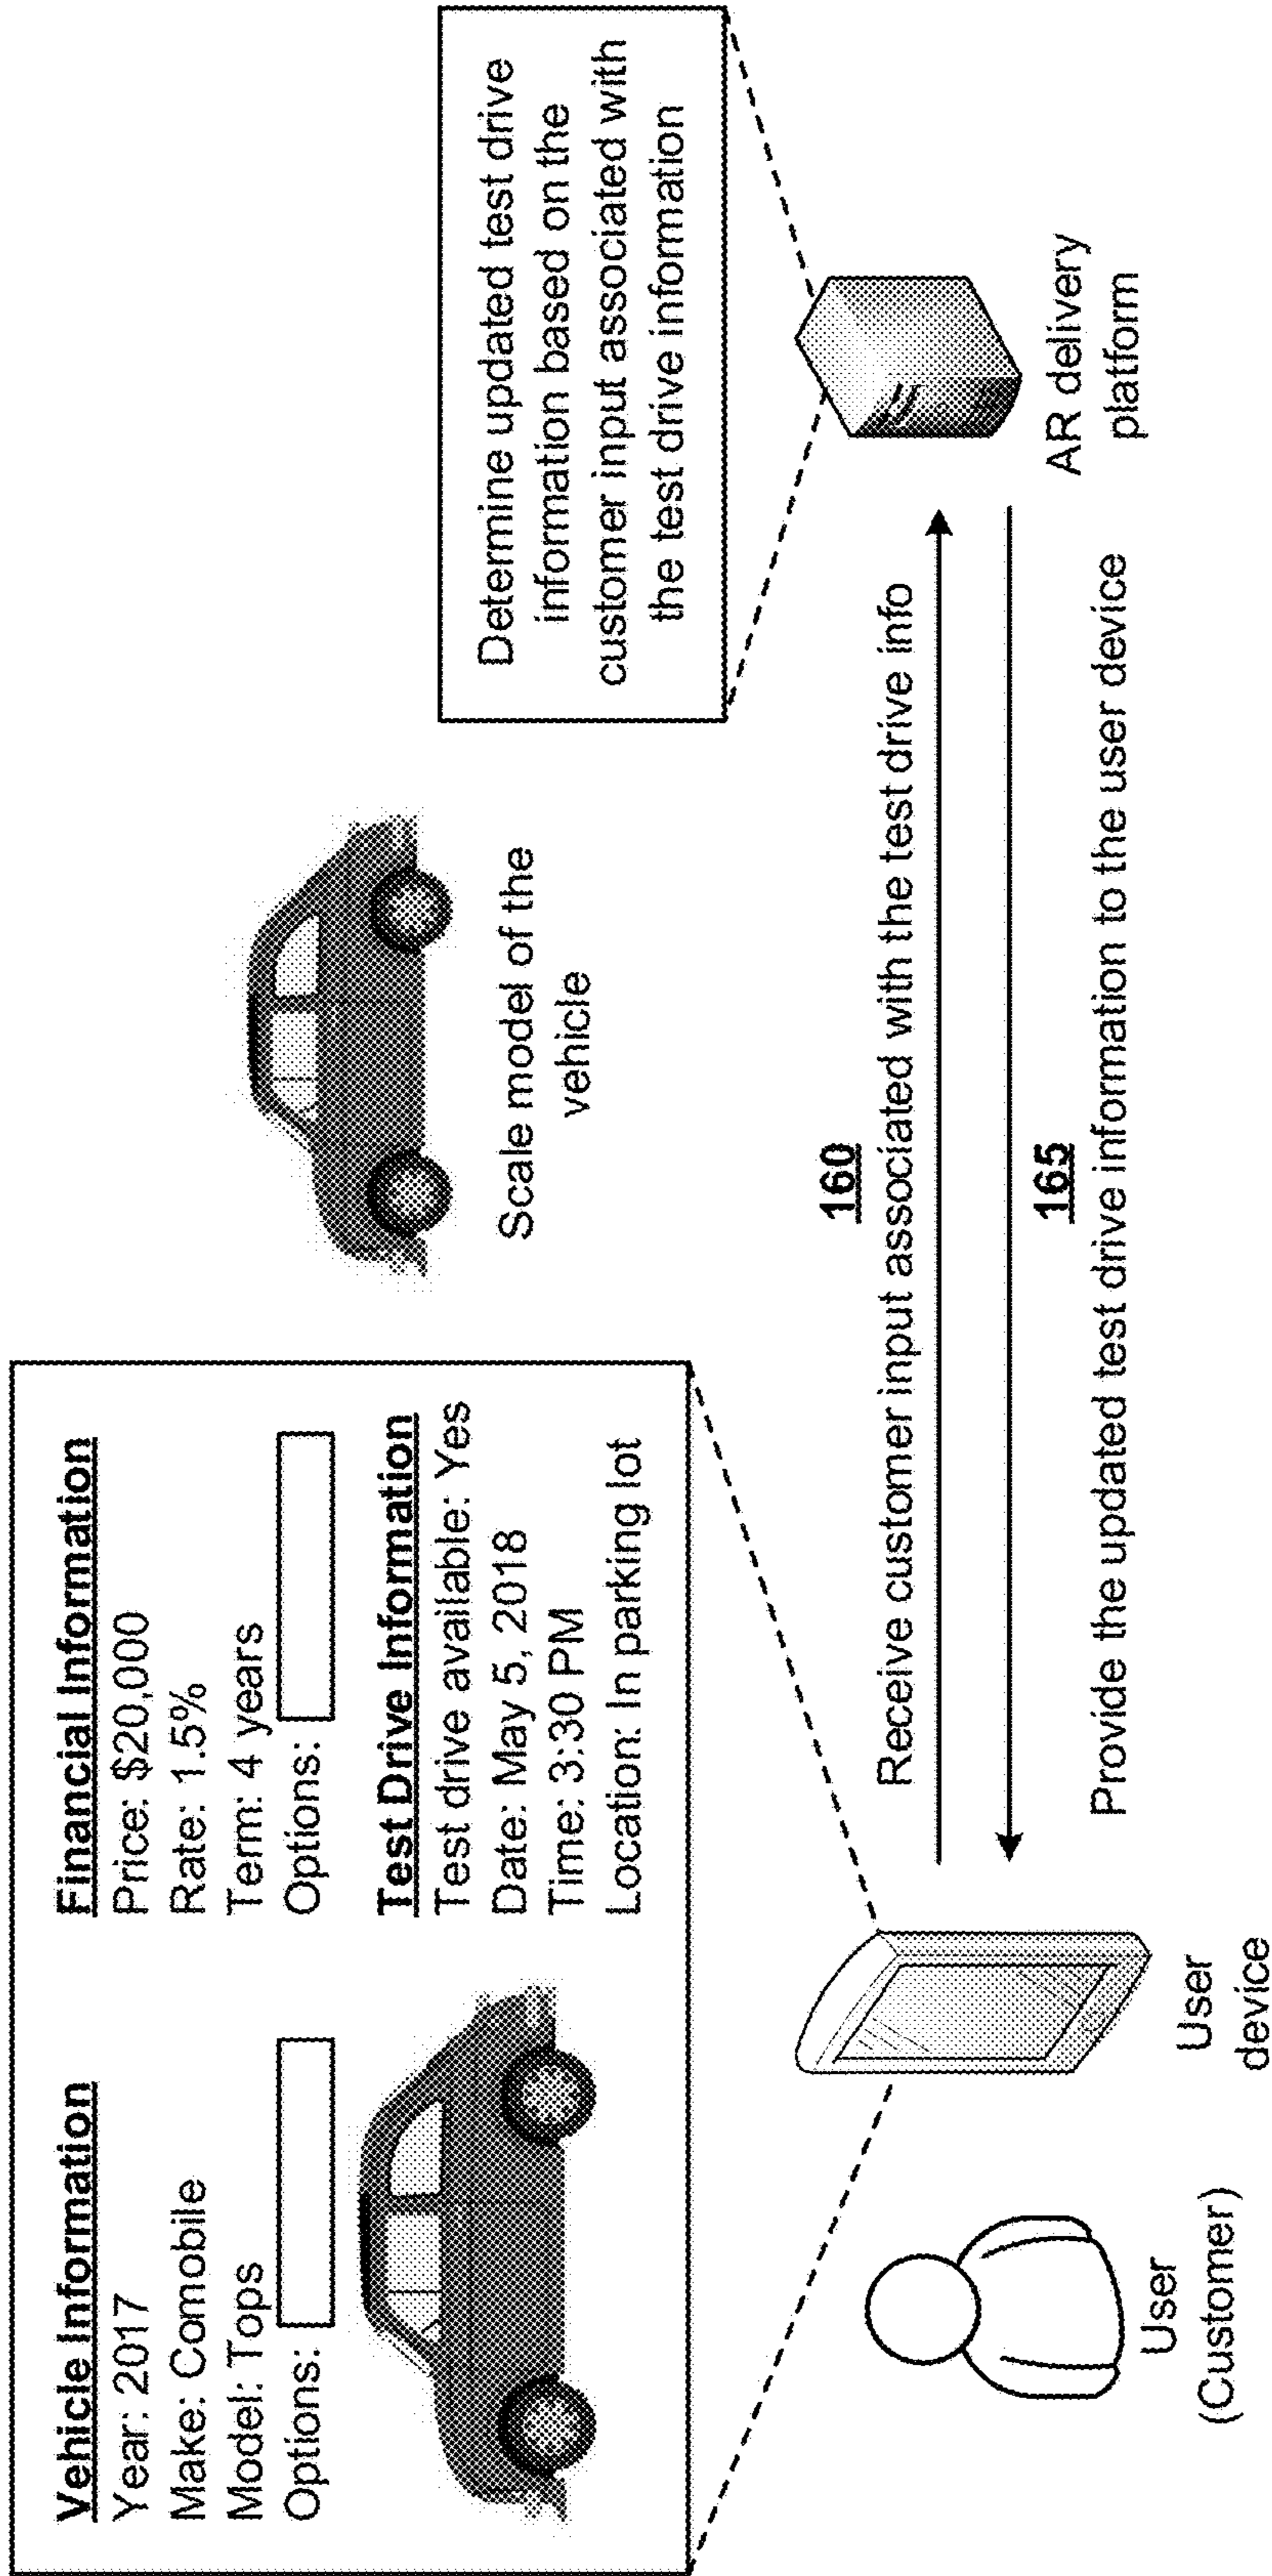 Vehicle Information
Year: 2017
Make: Comobile
Model: Tops
Options:
Financial Information
Price: $20,000
Rate: 1.5%
Term: 4 years
Options:
Test Drive Information
Test drive available: Yes
Date: May 5, 2018
Time: 3:30 PM
Location: In parking lot
Scale model of the
vehicle
Determine updated test drive
information based on the
customer input associated with
the test drive information
160
Receive customer input associated with the test drive info
165
Provide the updated test drive information to the user device
User
(Customer)
User
device
AR delivery
platform